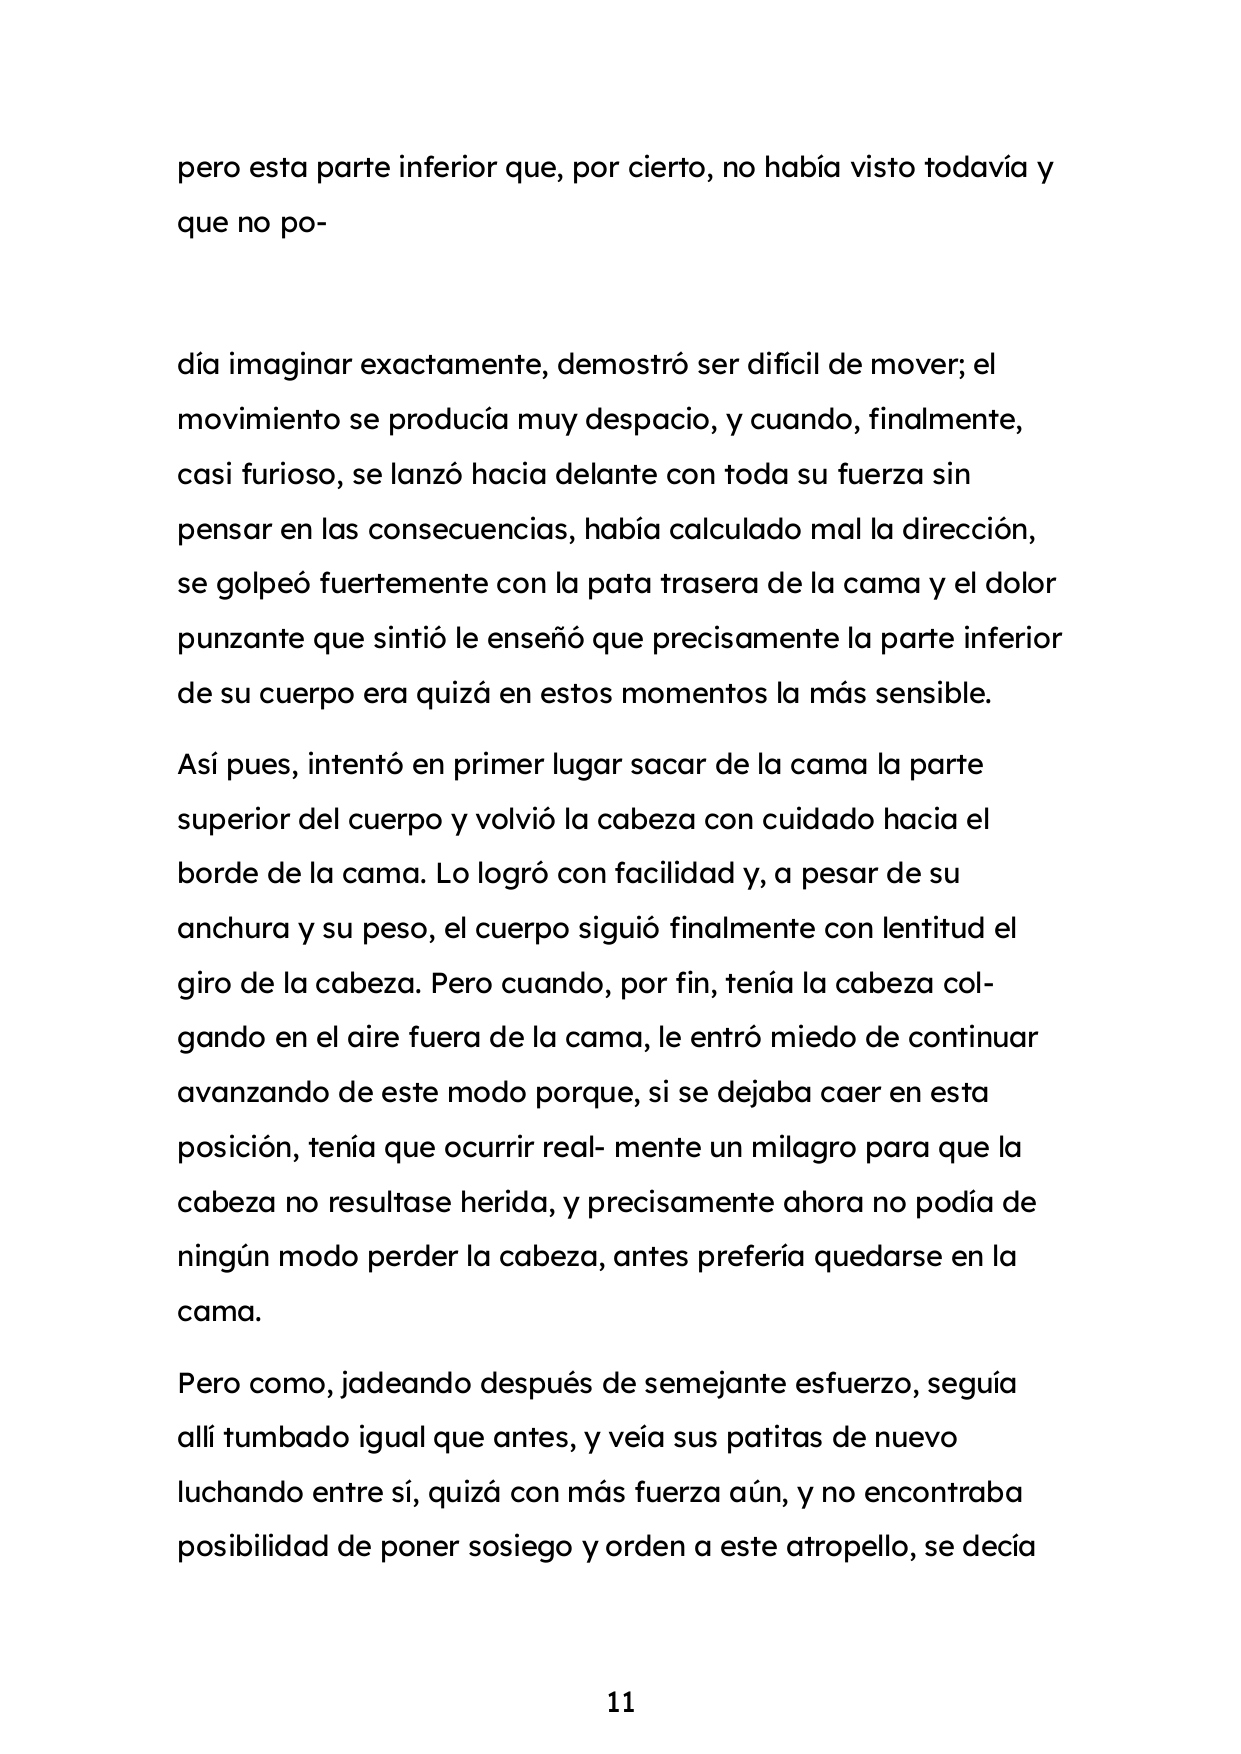 pero esta parte inferior que, por cierto, no había visto todavía y
que no po-
día imaginar exactamente, demostró ser difícil de mover; el
movimiento se producía muy despacio, y cuando, finalmente,
casi furioso, se lanzó hacia delante con toda su fuerza sin
pensar en las consecuencias, había calculado mal la dirección,
se golpeó fuertemente con la pata trasera de la cama y el dolor
punzante que sintió le enseñó que precisamente la parte inferior
de su cuerpo era quizá en estos momentos la más sensible.
Así pues, intentó en primer lugar sacar de la cama la parte
superior del cuerpo y volvió la cabeza con cuidado hacia el
borde de la cama. Lo logró con facilidad y, a pesar de su
anchura y su peso, el cuerpo siguió finalmente con lentitud el
giro de la cabeza. Pero cuando, por fin, tenía la cabeza col-
gando en el aire fuera de la cama, le entró miedo de continuar
avanzando de este modo porque, si se dejaba caer en esta
posición, tenía que ocurrir real- mente un milagro para que la
cabeza no resultase herida, y precisamente ahora no podía de
ningún modo perder la cabeza, antes prefería quedarse en la
cama.
Pero como, jadeando después de semejante esfuerzo, seguía
allí tumbado igual que antes, y veía sus patitas de nuevo
luchando entre sí, quizá con más fuerza aún, y no encontraba
posibilidad de poner sosiego y orden a este atropello, se decía
11